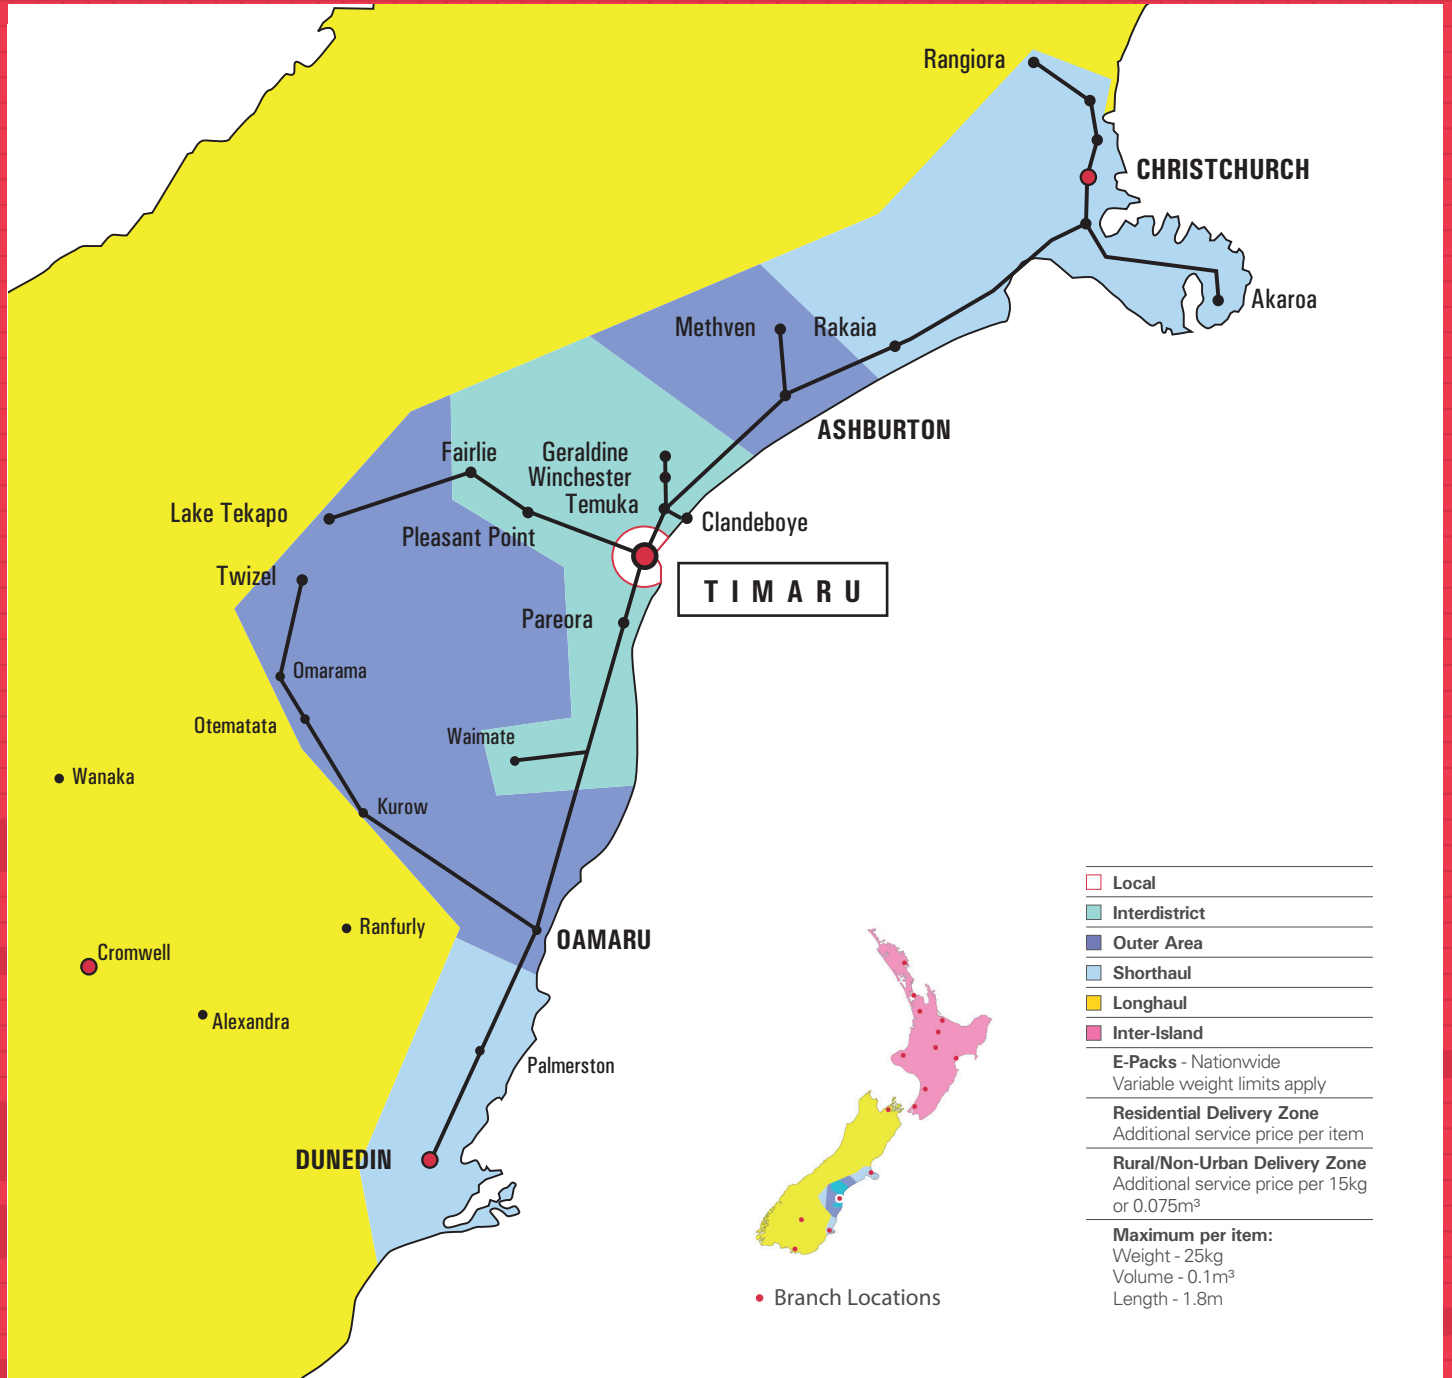 Rangiora
CHRISTCHURCH
Akaroa
Methven
Rakaia
ASHBURTON
Fairlie
Geraldine
Winchester
Temuka
Lake Tekapo
Clandeboye
Pleasant Point
Twizel
TIMARU
Pareora
Omarama
Otematata
Waimate
Wanaka
Kurow
Ranfurly
OAMARU
Cromwell
Alexandra
Palmerston
DUNEDIN
Branch Locations
Local
Interdistrict
Outer Area
Shorthaul
Longhaul
Inter-Island
E-Packs - Nationwide
Variable weight limits apply
Residential Delivery Zone
Additional service price per item
Rural/Non-Urban Delivery Zone
Additional service price per 15kg
or 0.075m³
Maximum per item:
Weight - 25kg
Volume - 0.1m³
Length - 1.8m